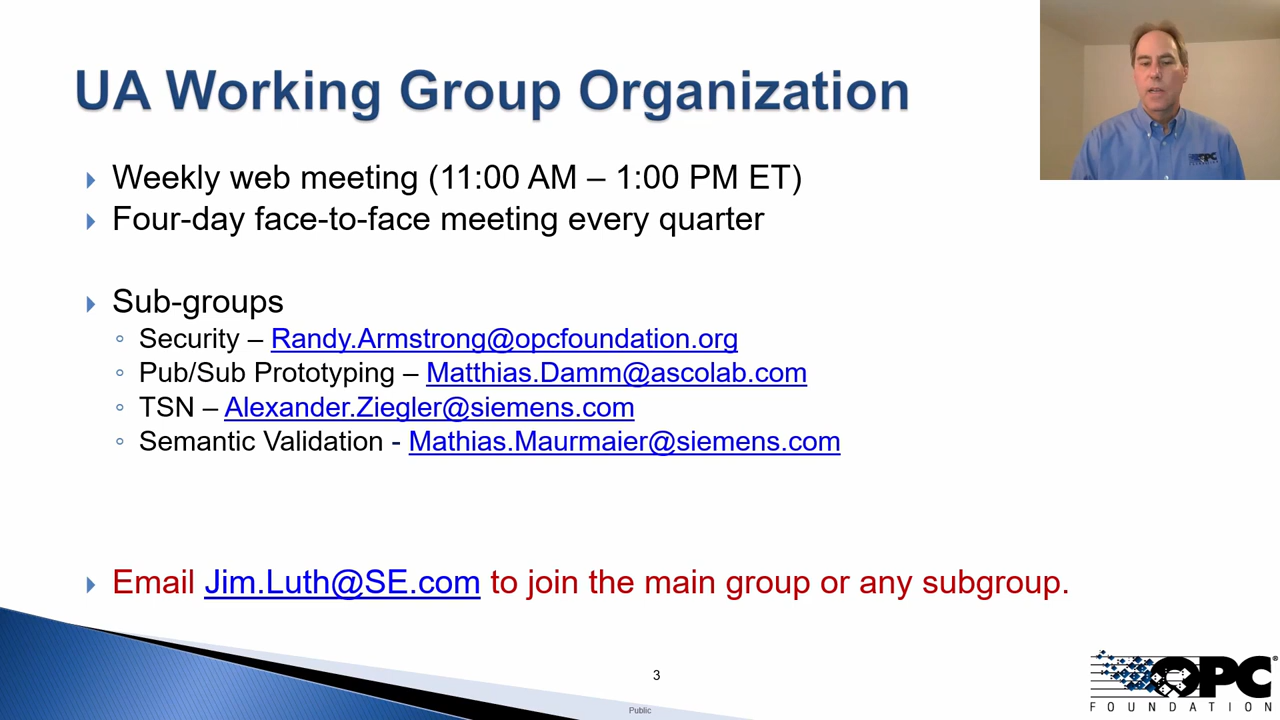 UA Working Group Organization
Weekly web meeting (11:00 AM – 1:00 PM ET)
Four-day face-to-face meeting every quarter
Sub-groups
Security – Randy.Armstrong@opcfoundation.org
Pub/Sub Prototyping – Matthias.Damm@ascolab.com
TSN – Alexander.Ziegler@siemens.com
Semantic Validation - Mathias.Maurmaier@siemens.com
Email Jim.Luth@SE.com to join the main group or any subgroup.
3
Public
OPC
FOUNDATION
OPC